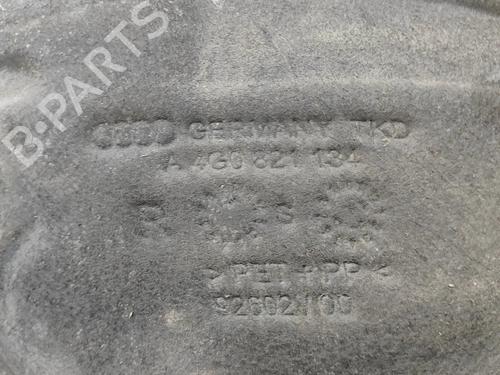 B-PARTS
GERMANY TKD
A 4G0 821 134
R S
>PET+PP<
92602100